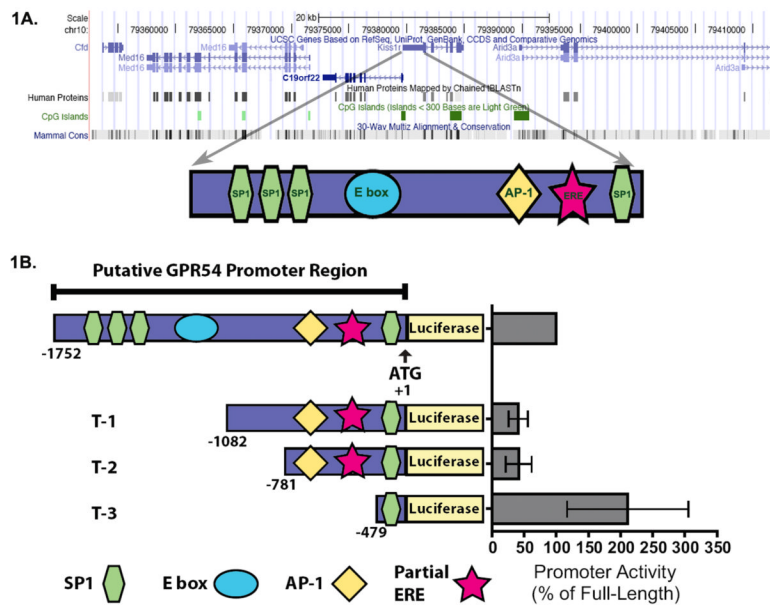 1A.
Scale
20 kb
chr10: 79360000 79365000 79370000 79375000 79380000 79385000 79390000 79395000 79400000 79405000 79410000
UCSC Genes Based on RefSeq, UniProt, GenBank, CCDS and Comparative Genomics
Cfd Med16 Kiss1r Arid3a
Med16 Arid3a
Med16 Arid3a
C19orf22
Human Proteins Mapped by Chained tBLASTn
Human Proteins
CpG Islands (Islands < 300 Bases are Light Green)
CpG Islands
30-Way Multiz Alignment & Conservation
Mammal Cons
SP1 SP1 SP1 E box AP-1 ERE SP1
1B.
Putative GPR54 Promoter Region
Luciferase
-1752
ATG
+1
T-1 Luciferase
-1082
T-2 Luciferase
-781
T-3 Luciferase
-479
0 50 100 150 200 250 300 350
SP1 E box AP-1 Partial ERE
Promoter Activity
(% of Full-Length)